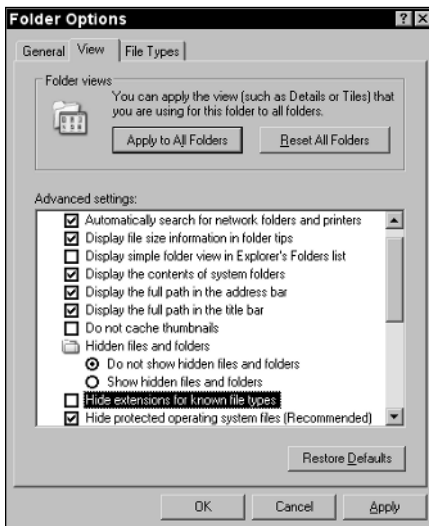 Folder Options
General View File Types
Folder views
You can apply the view (such as Details or Tiles) that
you are using for this folder to all folders.
Apply to All Folders Reset All Folders
Advanced settings:
Automatically search for network folders and printers
Display file size information in folder tips
Display simple folder view in Explorer's Folders list
Display the contents of system folders
Display the full path in the address bar
Display the full path in the title bar
Do not cache thumbnails
Hidden files and folders
Do not show hidden files and folders
Show hidden files and folders
Hide extensions for known file types
Hide protected operating system files (Recommended)
Restore Defaults
OK Cancel Apply